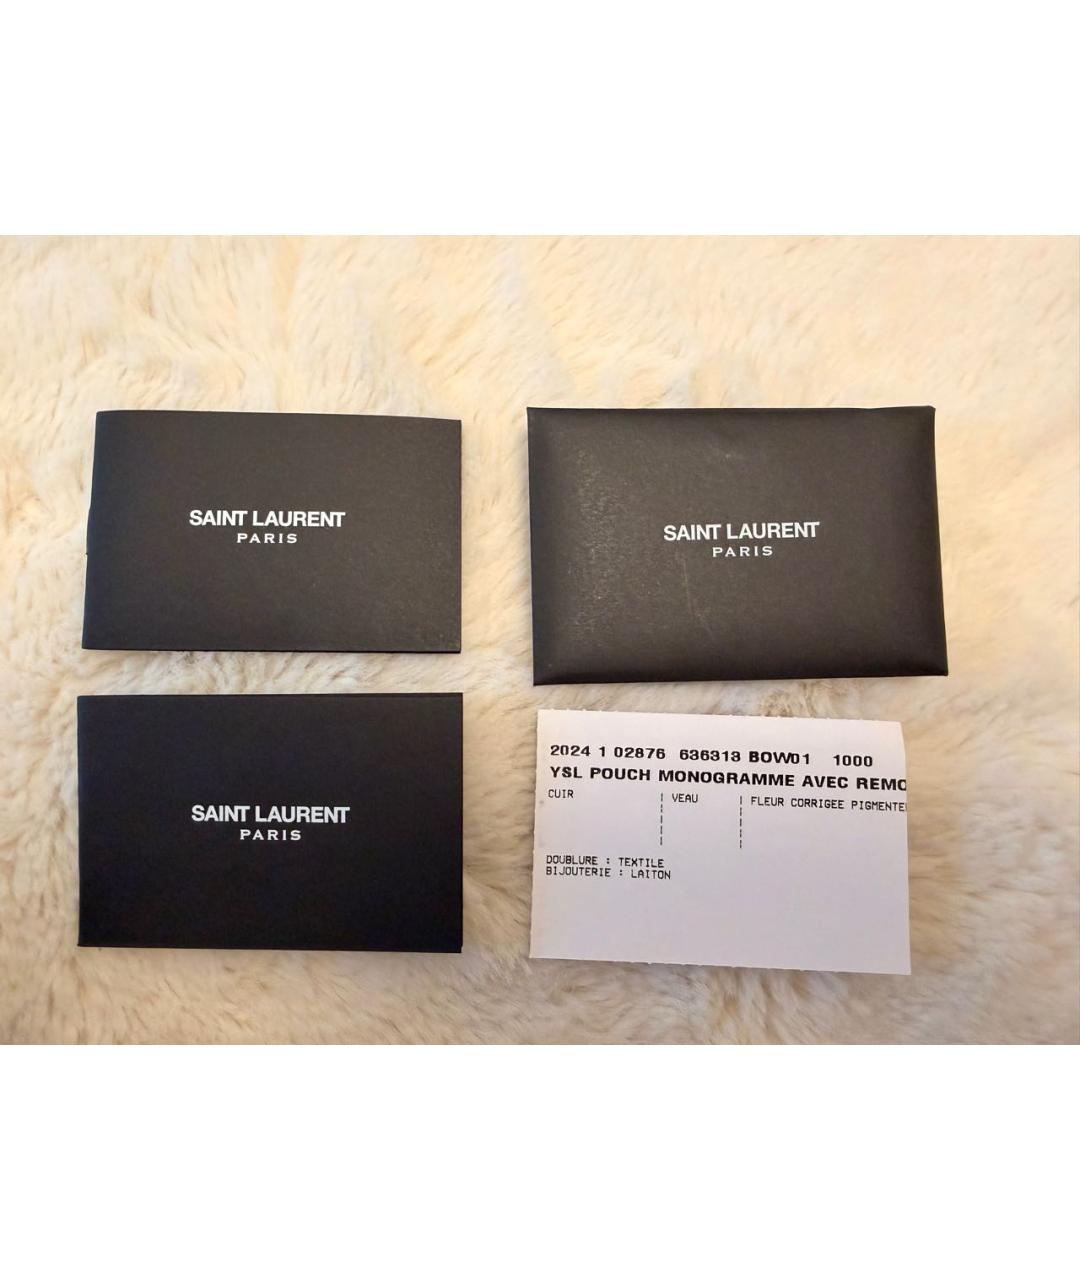 SAINT LAURENT
PARIS
SAINT LAURENT
PARIS
SAINT LAURENT
PARIS
2024 1 02876 636313 BOW01 1000
YSL POUCH MONOGRAMME AVEC REMO
CUIR | VEAU | FLEUR CORRIGEE PIGMENTE
DOUBLURE : TEXTILE
BIJOUTERIE : LAITON